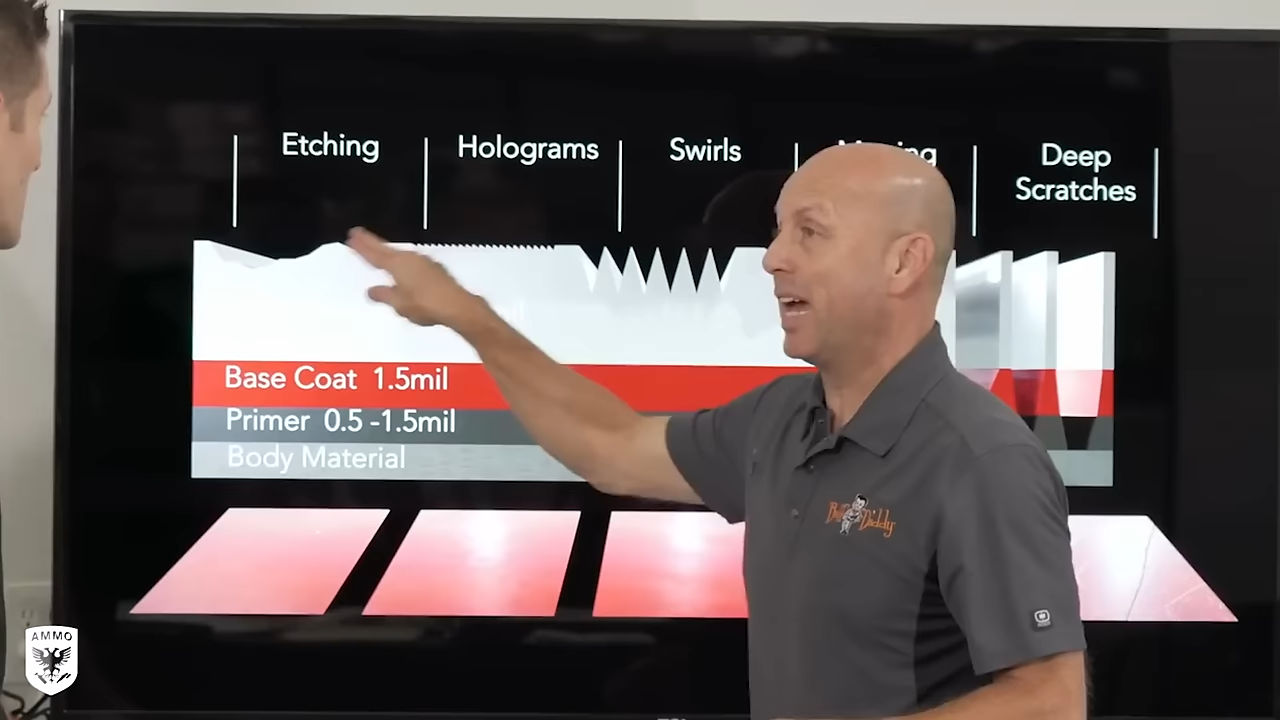 Etching
Holograms
Swirls
Deep
Scratches
Base Coat 1.5mil
Primer 0.5 -1.5mil
Body Material
AMMO